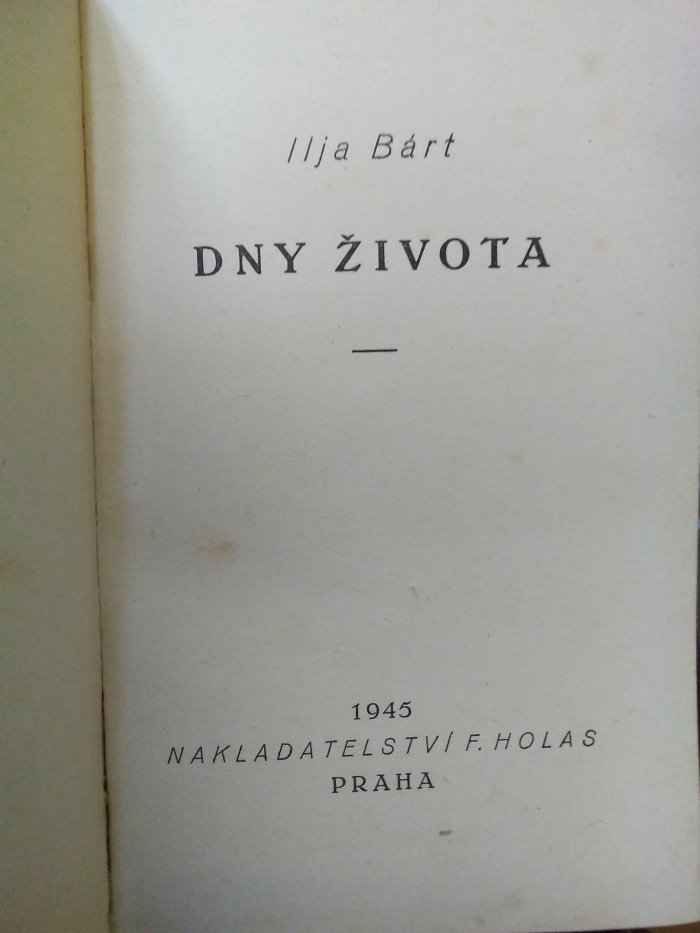 Ilja Bárt
DNY ŽIVOTA
1945
NAKLADATELSTVÍ F. HOLAS
PRAHA